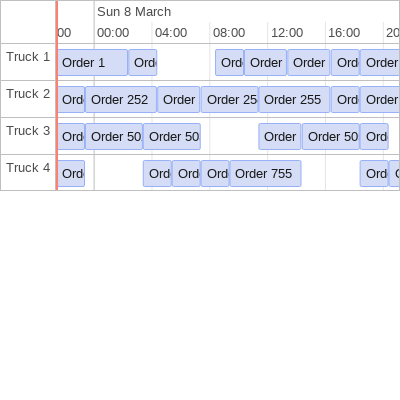 Sun 8 March
00 00:00 04:00 08:00 12:00 16:00 20
Truck 1 Order 1 Ord Ord Order Order Ord Order
Truck 2 Ord Order 252 Order Ord Order 25 Order 255 Ord Order
Truck 3 Ord Order 50 Order 50 Order Order 50 Ord
Truck 4 Ord Ord Ord Ord Order 755 Ord